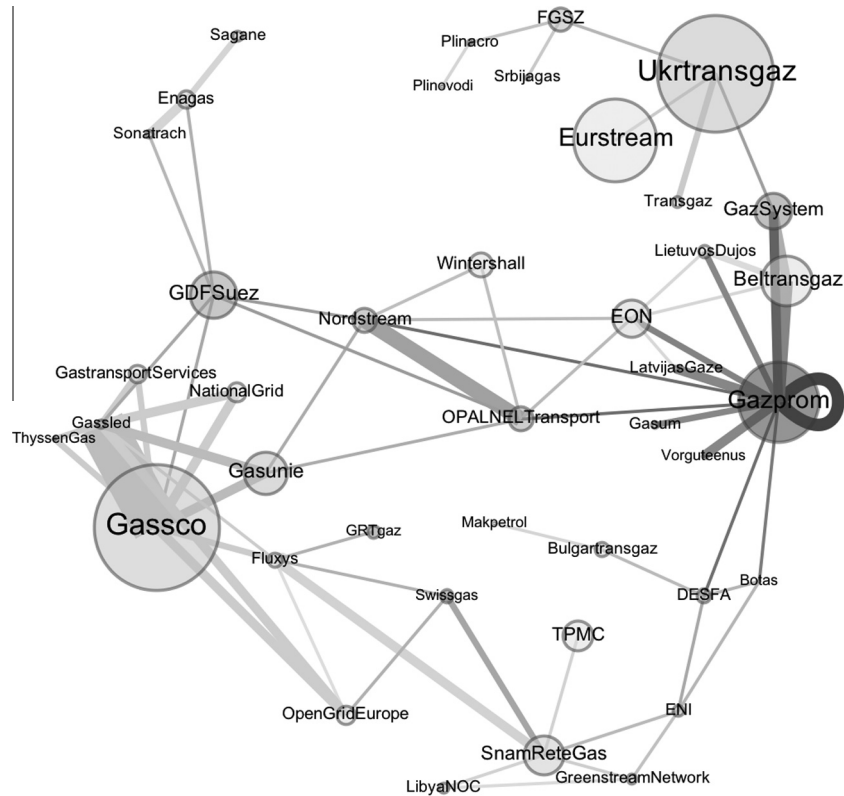 FGSZ
Sagane
Plinacro
Ukrtransgaz
Srbijagas
Plinovodi
Enagas
Sonatrach
Eurstream
Transgaz
GazSystem
LietuvosDujos
Wintershall
Beltransgaz
GDFSuez
Nordstream
EON
LatvijasGaze
GastransportServices
NationalGrid
Gazprom
OPALNELTransport
Gassled
Gasum
ThyssenGas
Vorguteenus
Gasunie
Gassco
Makpetrol
GRTgaz
Bulgartransgaz
Fluxys
Botas
Swissgas
DESFA
TPMC
OpenGridEurope
ENI
SnamReteGas
GreenstreamNetwork
LibyaNOC